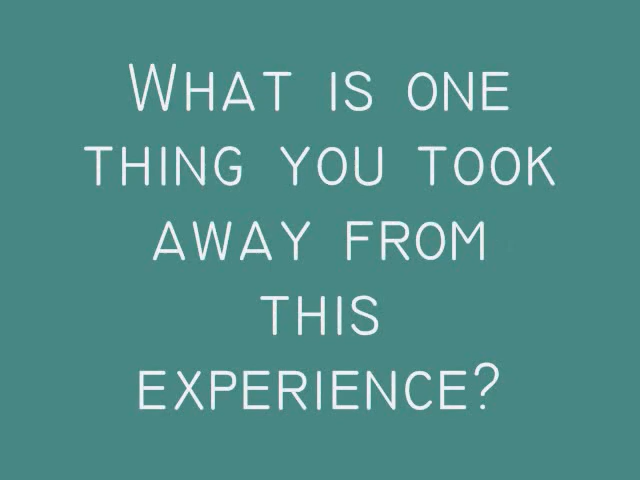 WHAT IS ONE
THING YOU TOOK
AWAY FROM
THIS
EXPERIENCE?